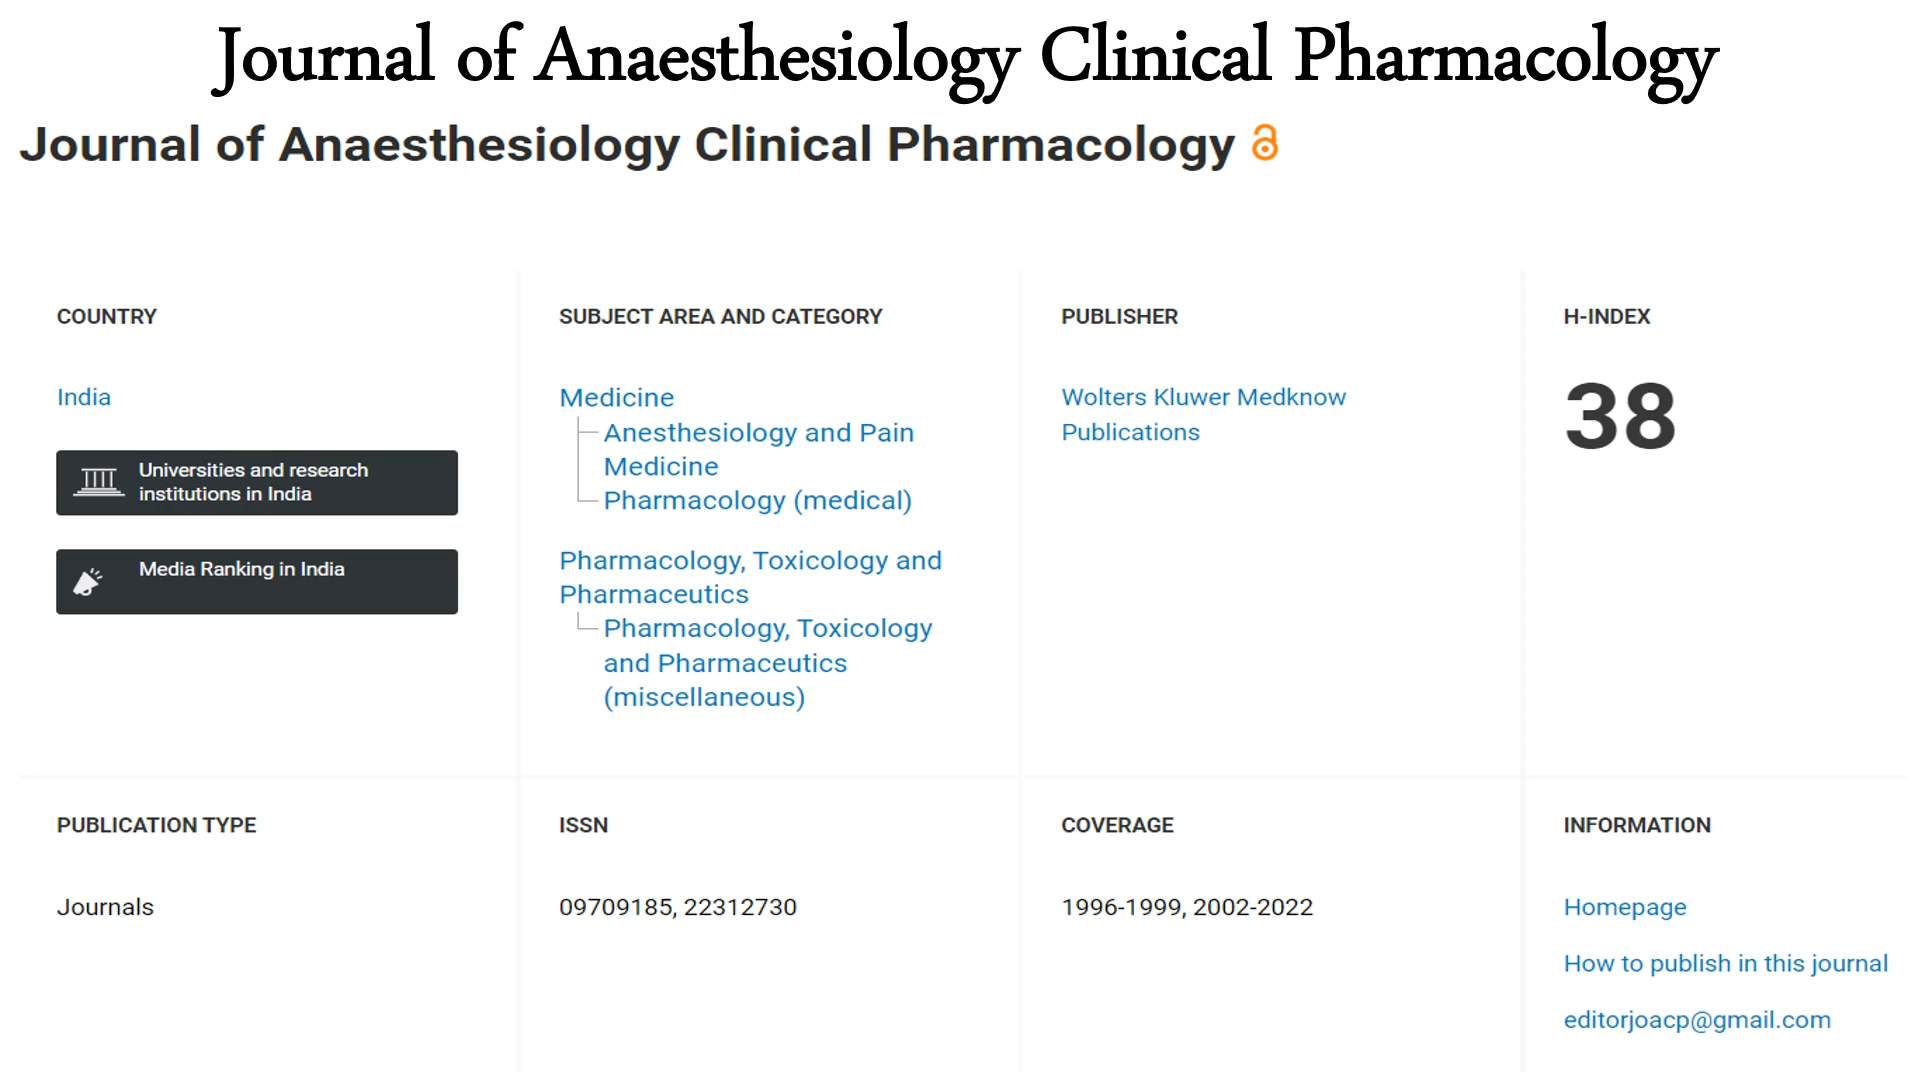 Journal of Anaesthesiology Clinical Pharmacology
Journal of Anaesthesiology Clinical Pharmacology
COUNTRY
India
Universities and research
institutions in India
Media Ranking in India
SUBJECT AREA AND CATEGORY
Medicine
Anesthesiology and Pain
Medicine
Pharmacology (medical)
Pharmacology, Toxicology and
Pharmaceutics
Pharmacology, Toxicology
and Pharmaceutics
(miscellaneous)
PUBLISHER
Wolters Kluwer Medknow
Publications
H-INDEX
38
PUBLICATION TYPE
Journals
ISSN
09709185, 22312730
COVERAGE
1996-1999, 2002-2022
INFORMATION
Homepage
How to publish in this journal
editorjoacp@gmail.com